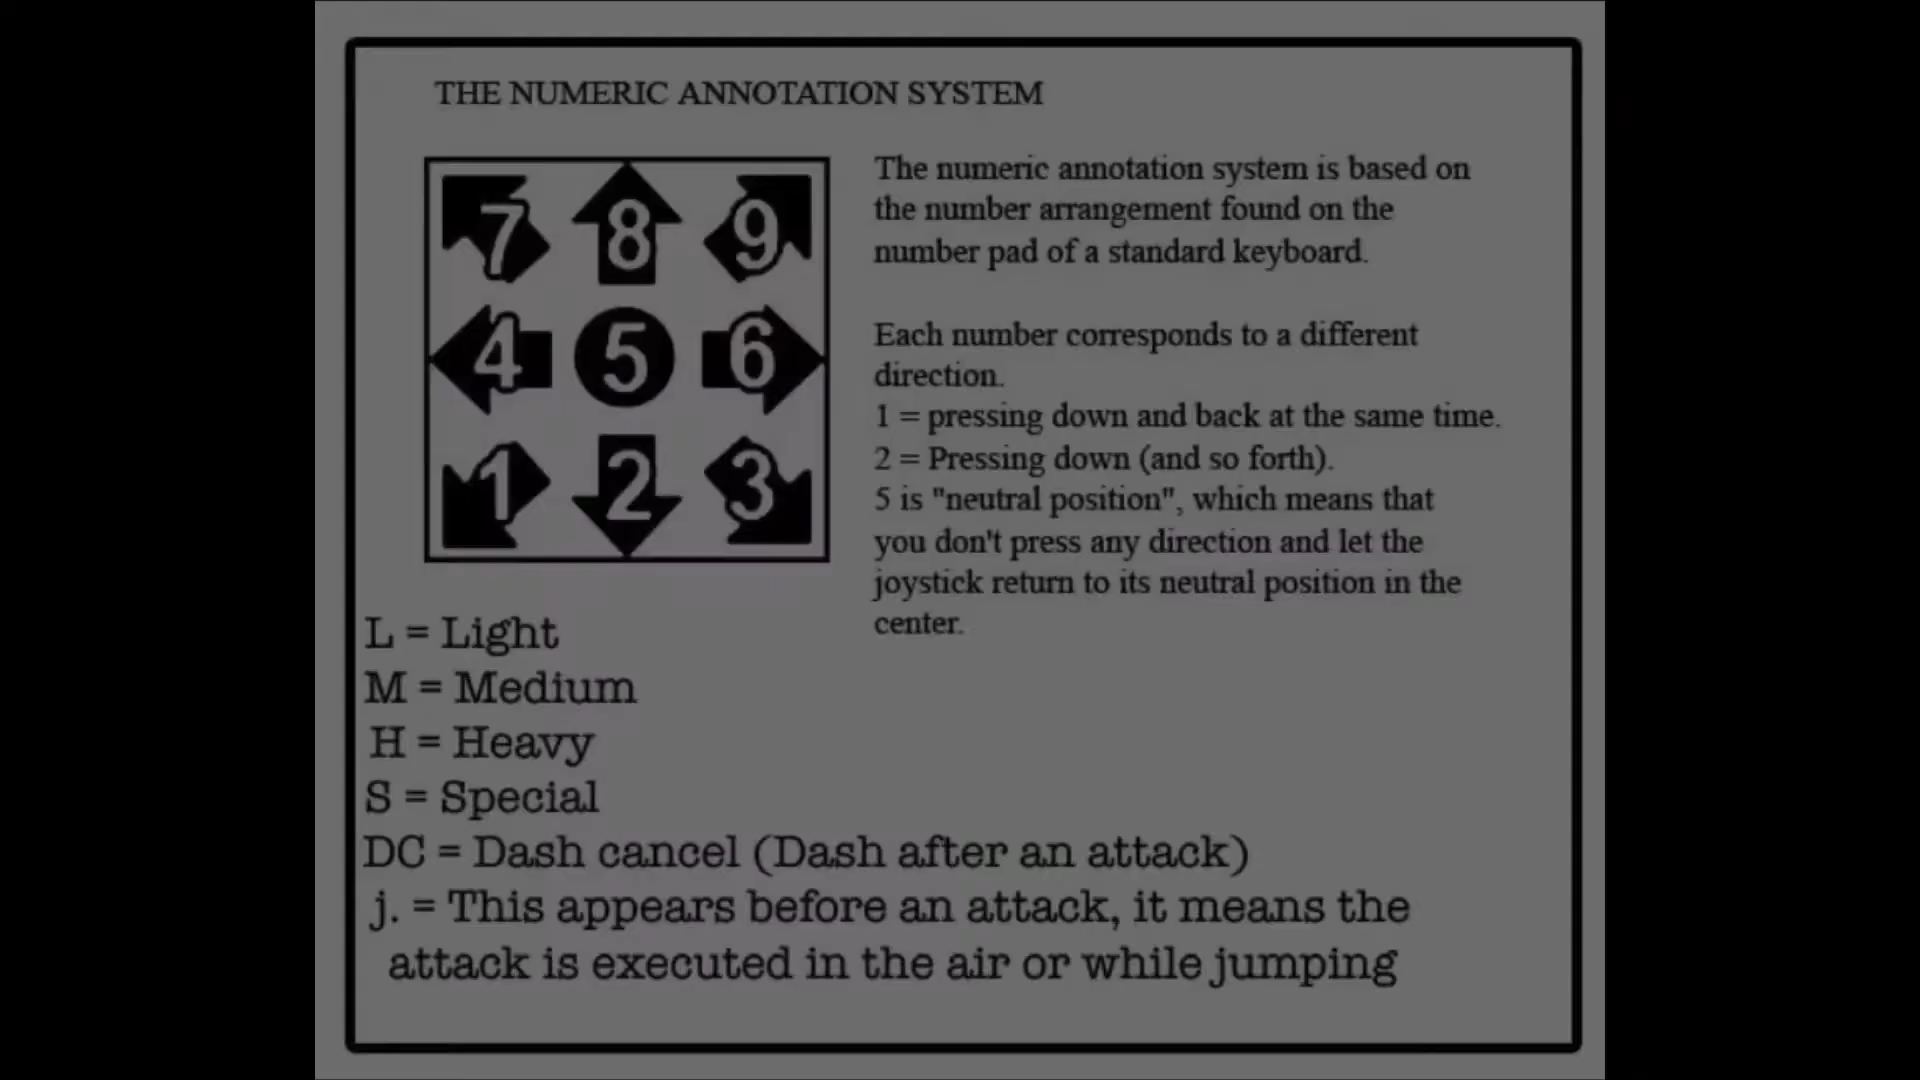 THE NUMERIC ANNOTATION SYSTEM
7 8 9
4 5 6
1 2 3
The numeric annotation system is based on
the number arrangement found on the
number pad of a standard keyboard.
Each number corresponds to a different
direction.
1 = pressing down and back at the same time.
2 = Pressing down (and so forth).
5 is "neutral position", which means that
you don't press any direction and let the
joystick return to its neutral position in the
center.
L = Light
M = Medium
H = Heavy
S = Special
DC = Dash cancel (Dash after an attack)
j. = This appears before an attack, it means the
attack is executed in the air or while jumping